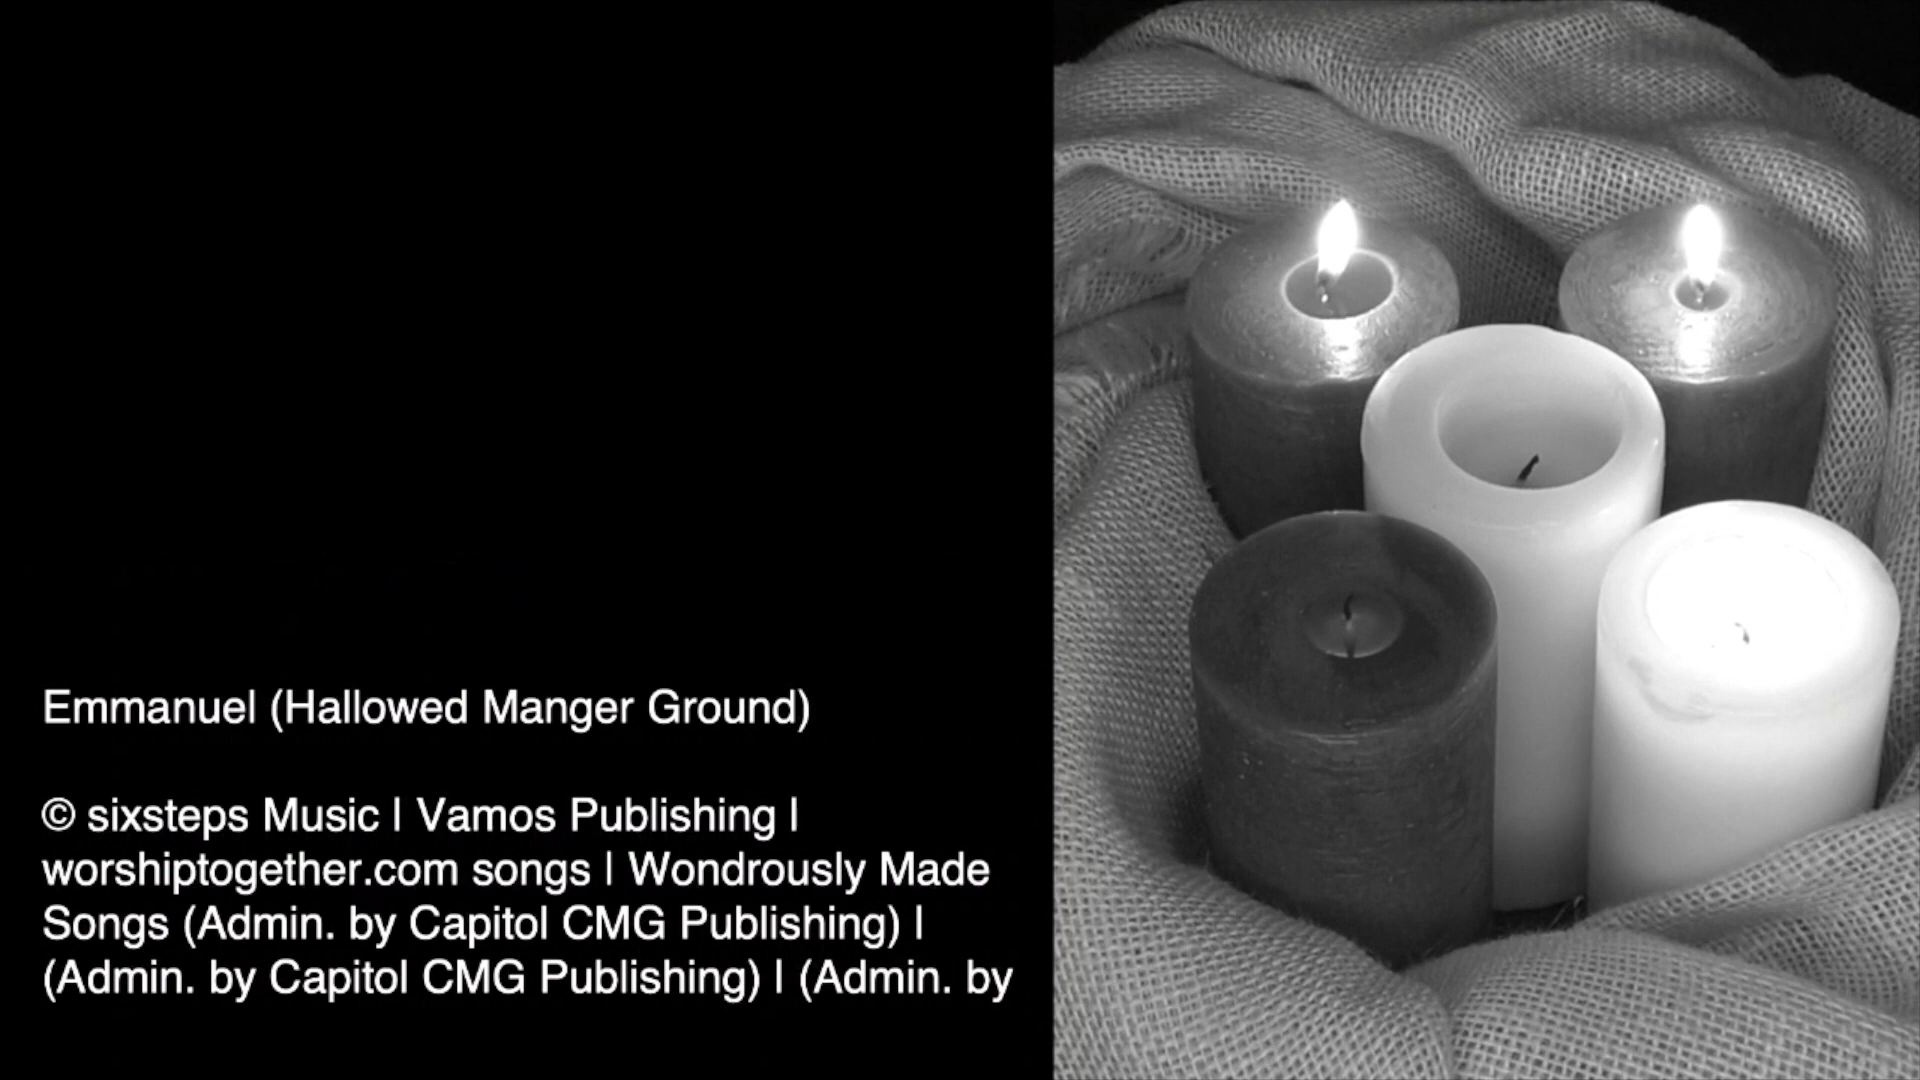 Emmanuel (Hallowed Manger Ground)
© sixsteps Music | Vamos Publishing |
worshiptogether.com songs | Wondrously Made
Songs (Admin. by Capitol CMG Publishing) |
(Admin. by Capitol CMG Publishing) | (Admin. by